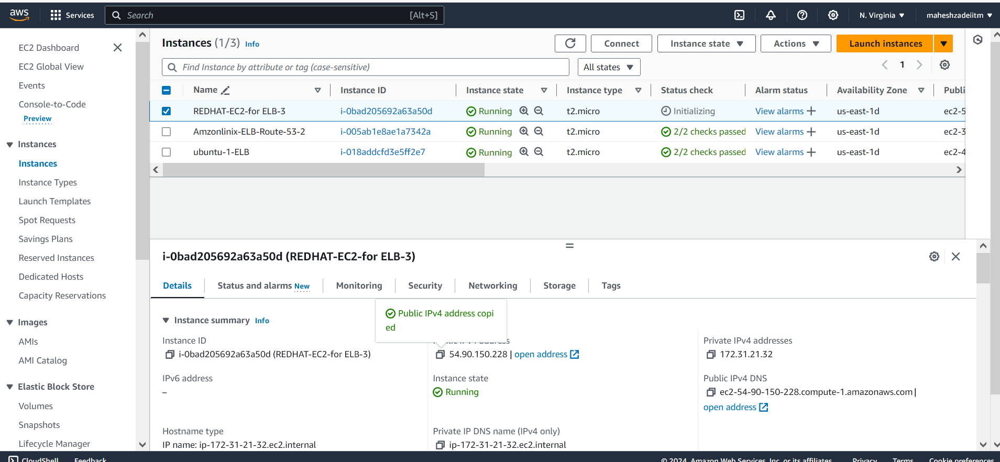 aws Services Search [Alt+S] N. Virginia maheshzadeiitm
EC2 Dashboard
EC2 Global View
Events
Console-to-Code
Preview
Instances
Instances
Instance Types
Launch Templates
Spot Requests
Savings Plans
Reserved Instances
Dedicated Hosts
Capacity Reservations
Images
AMIs
AMI Catalog
Elastic Block Store
Volumes
Snapshots
Lifecycle Manager
Instances (1/3) Info Connect Instance state Actions Launch instances
Find Instance by attribute or tag (case-sensitive) All states 1
Name Instance ID Instance state Instance type Status check Alarm status Availability Zone Publi
REDHAT-EC2-for ELB-3 i-0bad205692a63a50d Running t2.micro Initializing View alarms + us-east-1d ec2-5
Amzonlinix-ELB-Route-53-2 i-005ab1e8ae1a7342a Running t2.micro 2/2 checks passed View alarms + us-east-1d ec2-3
ubuntu-1-ELB i-018addcfd3e5ff2e7 Running t2.micro 2/2 checks passed View alarms + us-east-1d ec2-4
i-0bad205692a63a50d (REDHAT-EC2-for ELB-3)
Details Status and alarms New Monitoring Security Networking Storage Tags
Public IPv4 address copi
ed
Instance summary Info
Instance ID
i-0bad205692a63a50d (REDHAT-EC2-for ELB-3)
IPv6 address
–
Hostname type
IP name: ip-172-31-21-32.ec2.internal
Public IPv4 address
54.90.150.228 | open address
Instance state
Running
Private IP DNS name (IPv4 only)
ip-172-31-21-32.ec2.internal
Private IPv4 addresses
172.31.21.32
Public IPv4 DNS
ec2-54-90-150-228.compute-1.amazonaws.com |
open address
CloudShell Feedback © 2024, Amazon Web Services, Inc. or its affiliates. Privacy Terms Cookie preferences